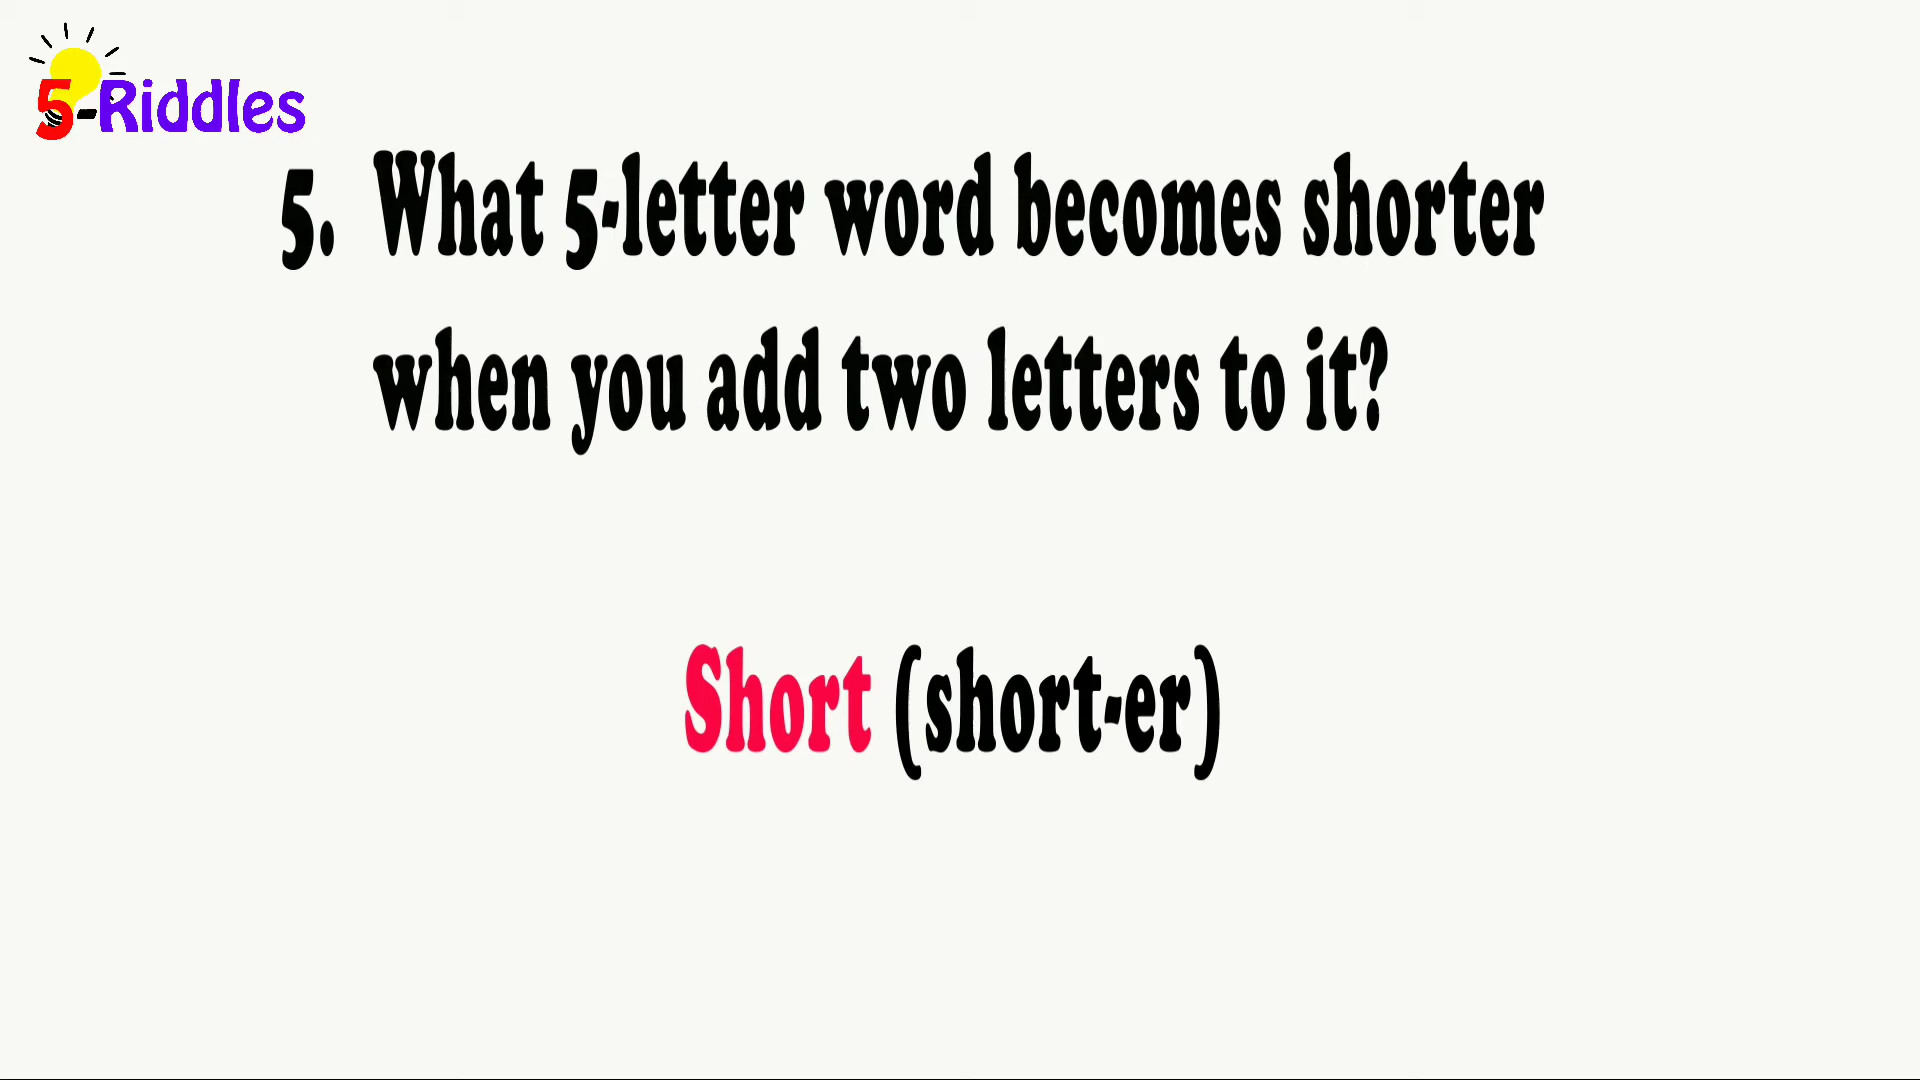 5-Riddles
5. What 5-letter word becomes shorter
when you add two letters to it?
Short (short-er)